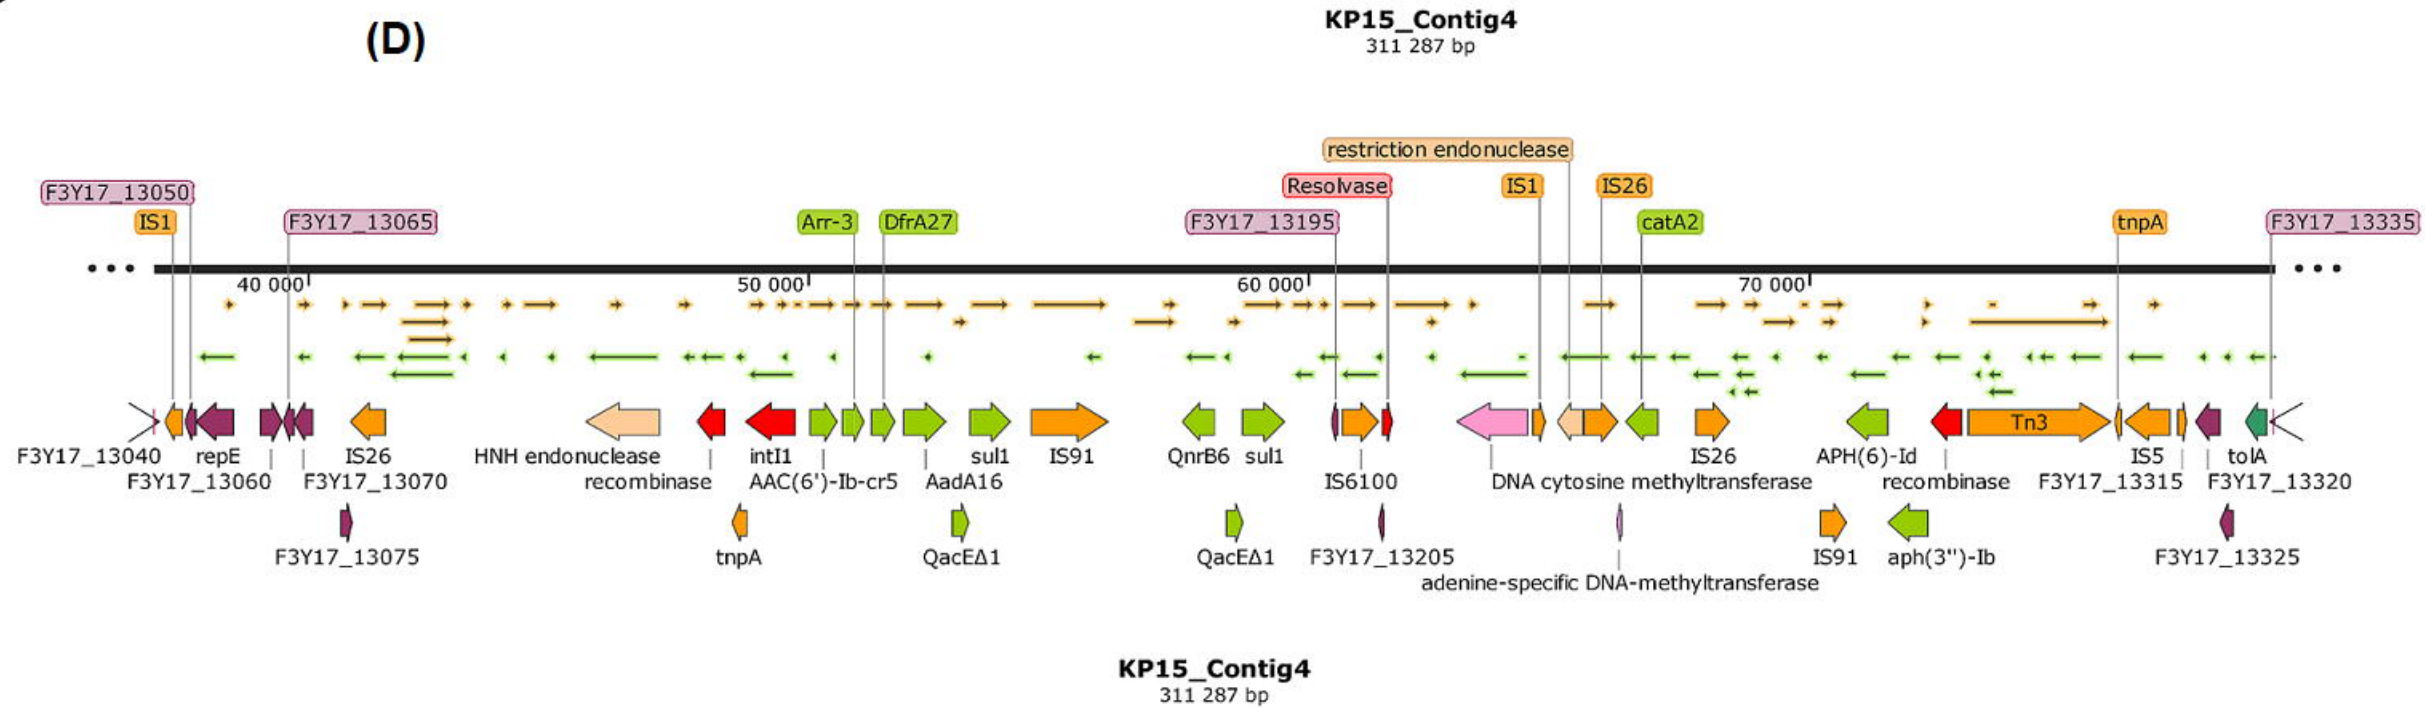 (D)
KP15_Contig4
311 287 bp
restriction endonuclease
F3Y17_13050
Resolvase
IS1
IS26
IS1
F3Y17_13065
Arr-3
DfrA27
F3Y17_13195
catA2
tnpA
F3Y17_13335
40 000
50 000
60 000
70 000
Tn3
F3Y17_13040
repE
IS26
HNH endonuclease
intI1
sul1
IS91
QnrB6
sul1
IS26
APH(6)-Id
IS5
tolA
F3Y17_13060
F3Y17_13070
recombinase
AAC(6')-Ib-cr5
AadA16
IS6100
DNA cytosine methyltransferase
recombinase
F3Y17_13315
F3Y17_13320
F3Y17_13075
tnpA
QacEΔ1
QacEΔ1
F3Y17_13205
IS91
aph(3")-Ib
F3Y17_13325
adenine-specific DNA-methyltransferase
KP15_Contig4
311 287 bp